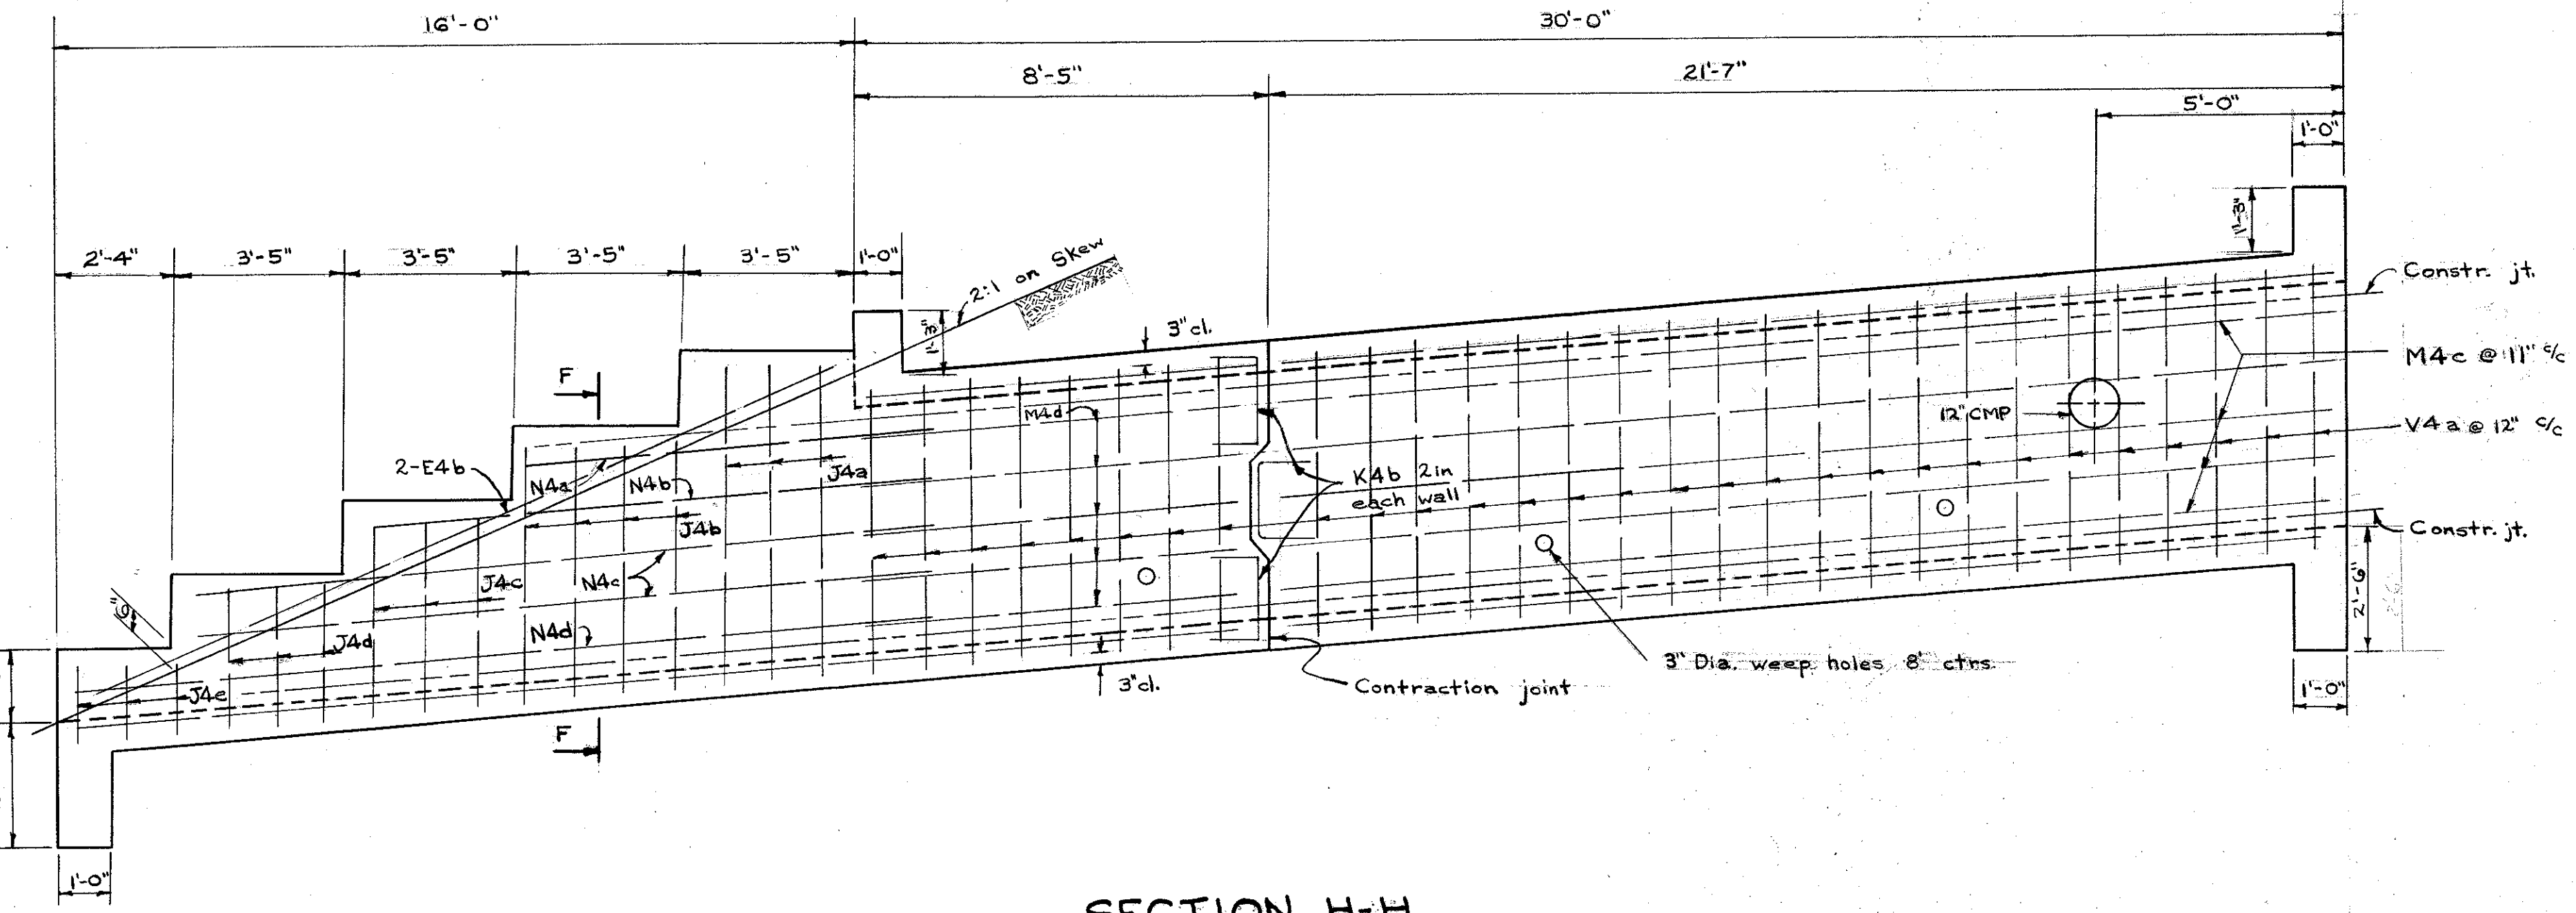 16'-0"
30'-0"
8'-5"
21'-7"
5'-0"
1'-0"
1'-3"
2'-4"
3'-5"
3'-5"
3'-5"
3'-5"
1'-0"
2:1 on Skew
1'-3"
3" cl.
Constr. jt.
F
M4d
M4c @ 11" c/c
12" CMP
V4a @ 12" c/c
2-E4b
N4a
N4b
J4a
K4b 2 in
each wall
J4b
Constr. jt.
J4c
N4c
2'-6"
9"
N4d
J4d
3" Dia. weep holes 8' ctrs.
J4e
3" cl.
Contraction joint
1'-0"
F
1'-0"
SECTION H-H